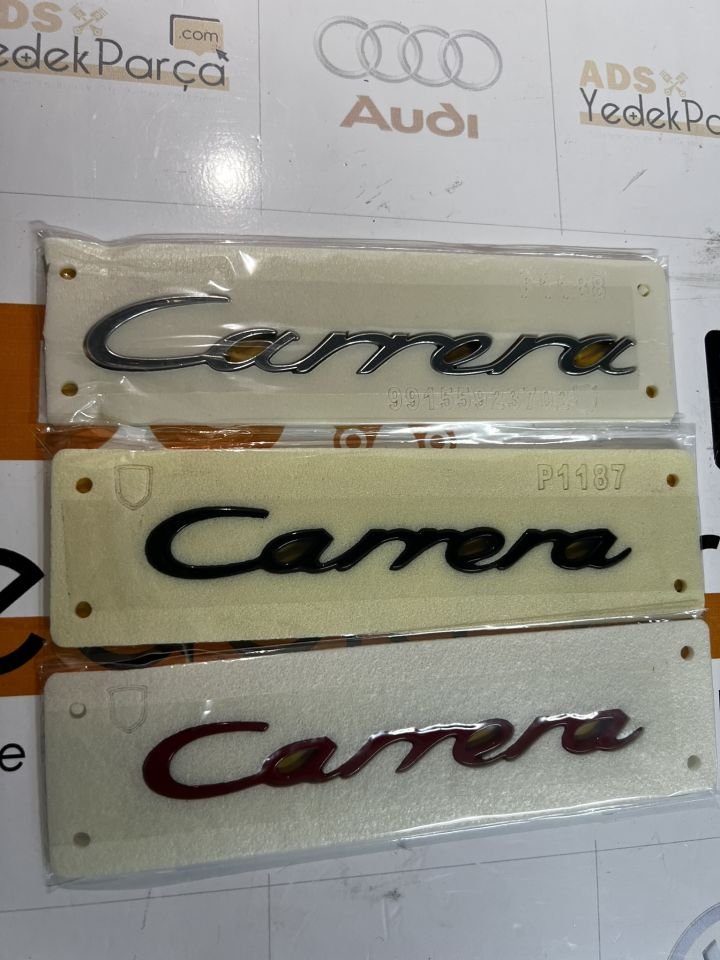 ADS
.com
YedekParça
Audi
ADS
YedekPa
Carrera
P1187
Carrera
Carrera
e